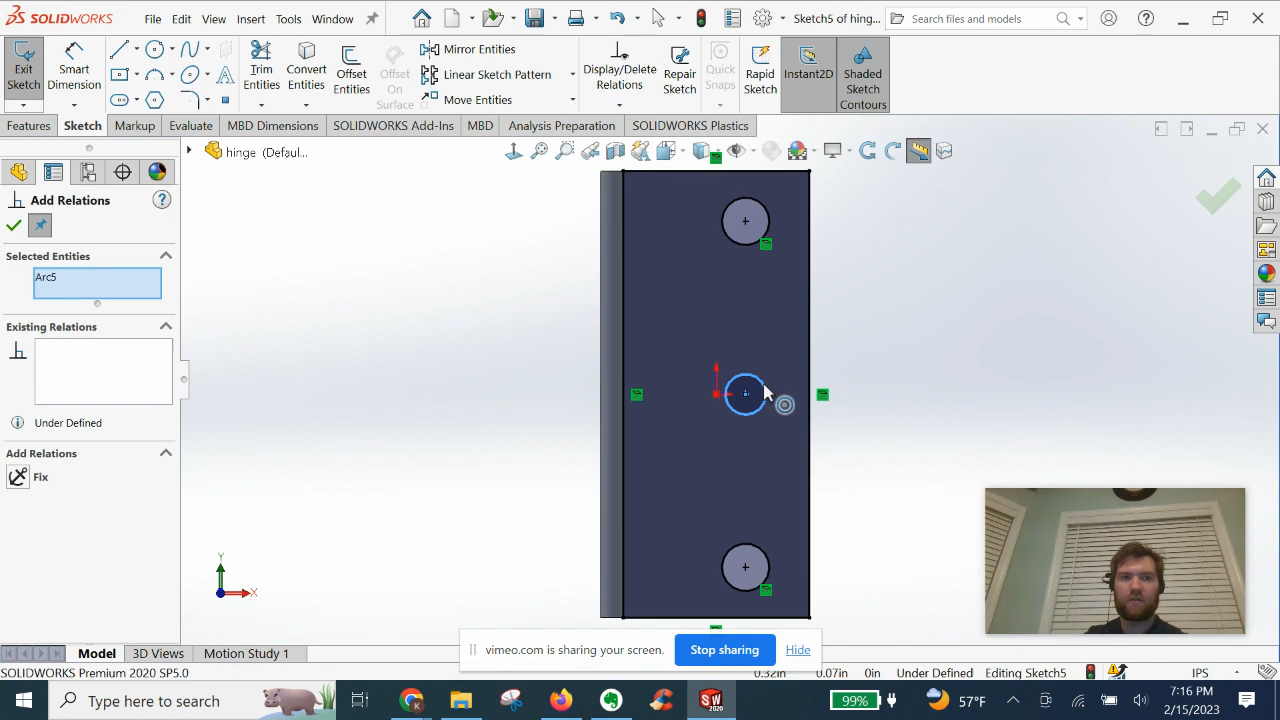 SOLIDWORKS File Edit View Insert Tools Window Sketch5 of hing... Search files and models
Exit Sketch
Smart Dimension
Trim Entities
Convert Entities
Offset Entities
Offset On Surface
Mirror Entities
Linear Sketch Pattern
Move Entities
Display/Delete Relations
Repair Sketch
Quick Snaps
Rapid Sketch
Instant2D
Shaded Sketch Contours
Features Sketch Markup Evaluate MBD Dimensions SOLIDWORKS Add-Ins MBD Analysis Preparation SOLIDWORKS Plastics
hinge (Defaul...
Add Relations
Selected Entities
Arc5
Existing Relations
Under Defined
Add Relations
Fix
Y
X
vimeo.com is sharing your screen. Stop sharing Hide
Model 3D Views Motion Study 1
SOLIDWORKS Premium 2020 SP5.0 0.32in 0.07in 0in Under Defined Editing Sketch5 IPS
Type here to search
SW
2020
99%
57°F
7:16 PM
2/15/2023